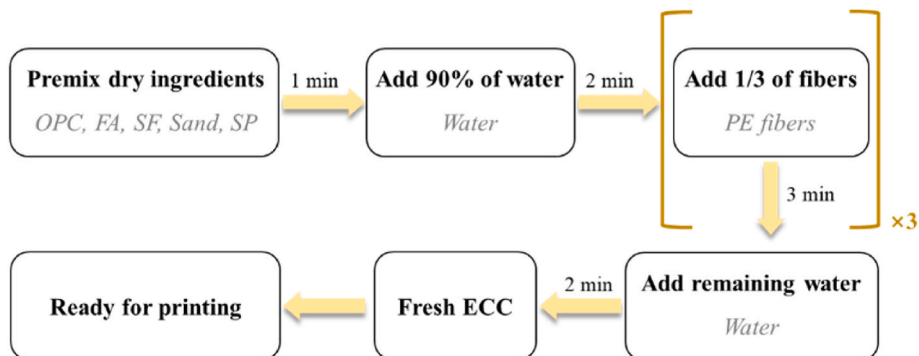 Premix dry ingredients
OPC, FA, SF, Sand, SP
1 min
Add 90% of water
Water
2 min
Add 1/3 of fibers
PE fibers
3 min
×3
Add remaining water
Water
2 min
Fresh ECC
Ready for printing